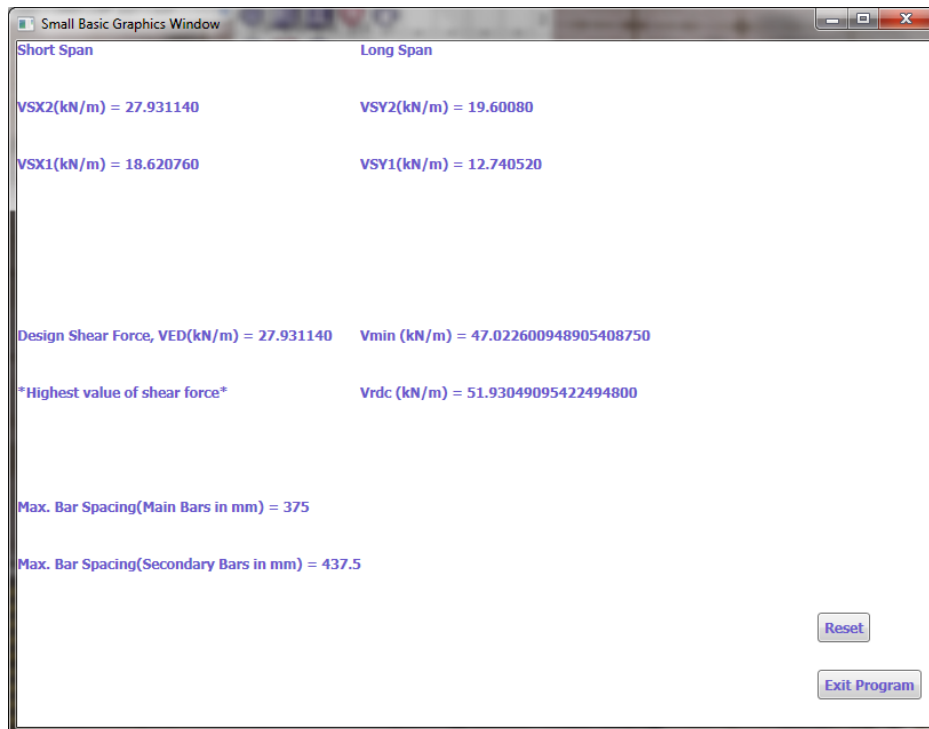 Small Basic Graphics Window
Short Span Long Span
VSX2(kN/m) = 27.931140 VSY2(kN/m) = 19.60080
VSX1(kN/m) = 18.620760 VSY1(kN/m) = 12.740520
Design Shear Force, VED(kN/m) = 27.931140 Vmin (kN/m) = 47.022600948905408750
*Highest value of shear force* Vrdc (kN/m) = 51.93049095422494800
Max. Bar Spacing(Main Bars in mm) = 375
Max. Bar Spacing(Secondary Bars in mm) = 437.5
Reset
Exit Program